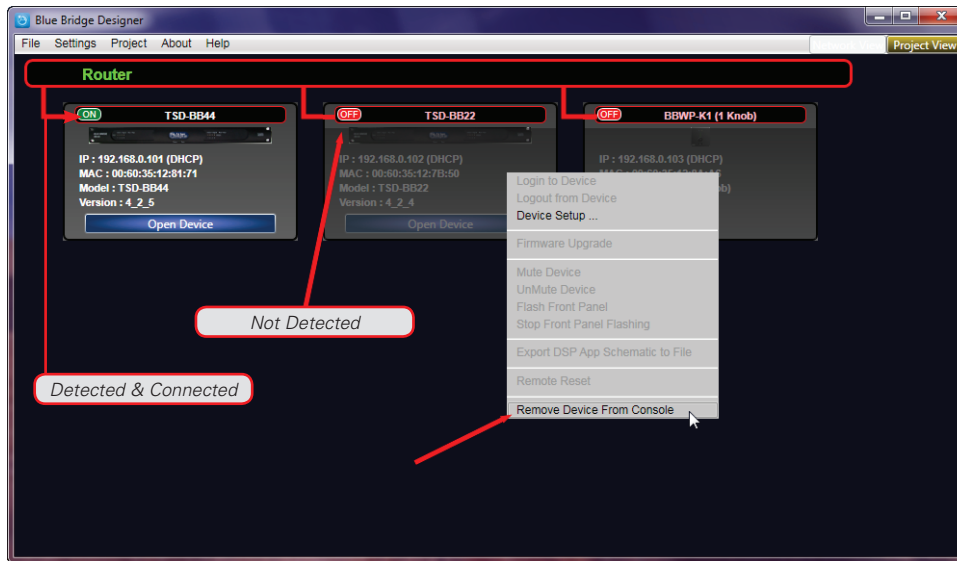 Blue Bridge Designer
File Settings Project About Help
Project View
Router
ON TSD-BB44
OFF TSD-BB22
OFF BBWP-K1 (1 Knob)
IP : 192.168.0.101 (DHCP)
MAC : 00:60:35:12:81:71
Model : TSD-BB44
Version : 4_2_5
Open Device
IP : 192.168.0.102 (DHCP)
MAC : 00:60:35:12:7B:50
Model : TSD-BB22
Version : 4_2_4
Open Device
IP : 192.168.0.103 (DHCP)
Login to Device
Logout from Device
Device Setup ...
Firmware Upgrade
Mute Device
UnMute Device
Flash Front Panel
Stop Front Panel Flashing
Export DSP App Schematic to File
Remote Reset
Remove Device From Console
Not Detected
Detected & Connected